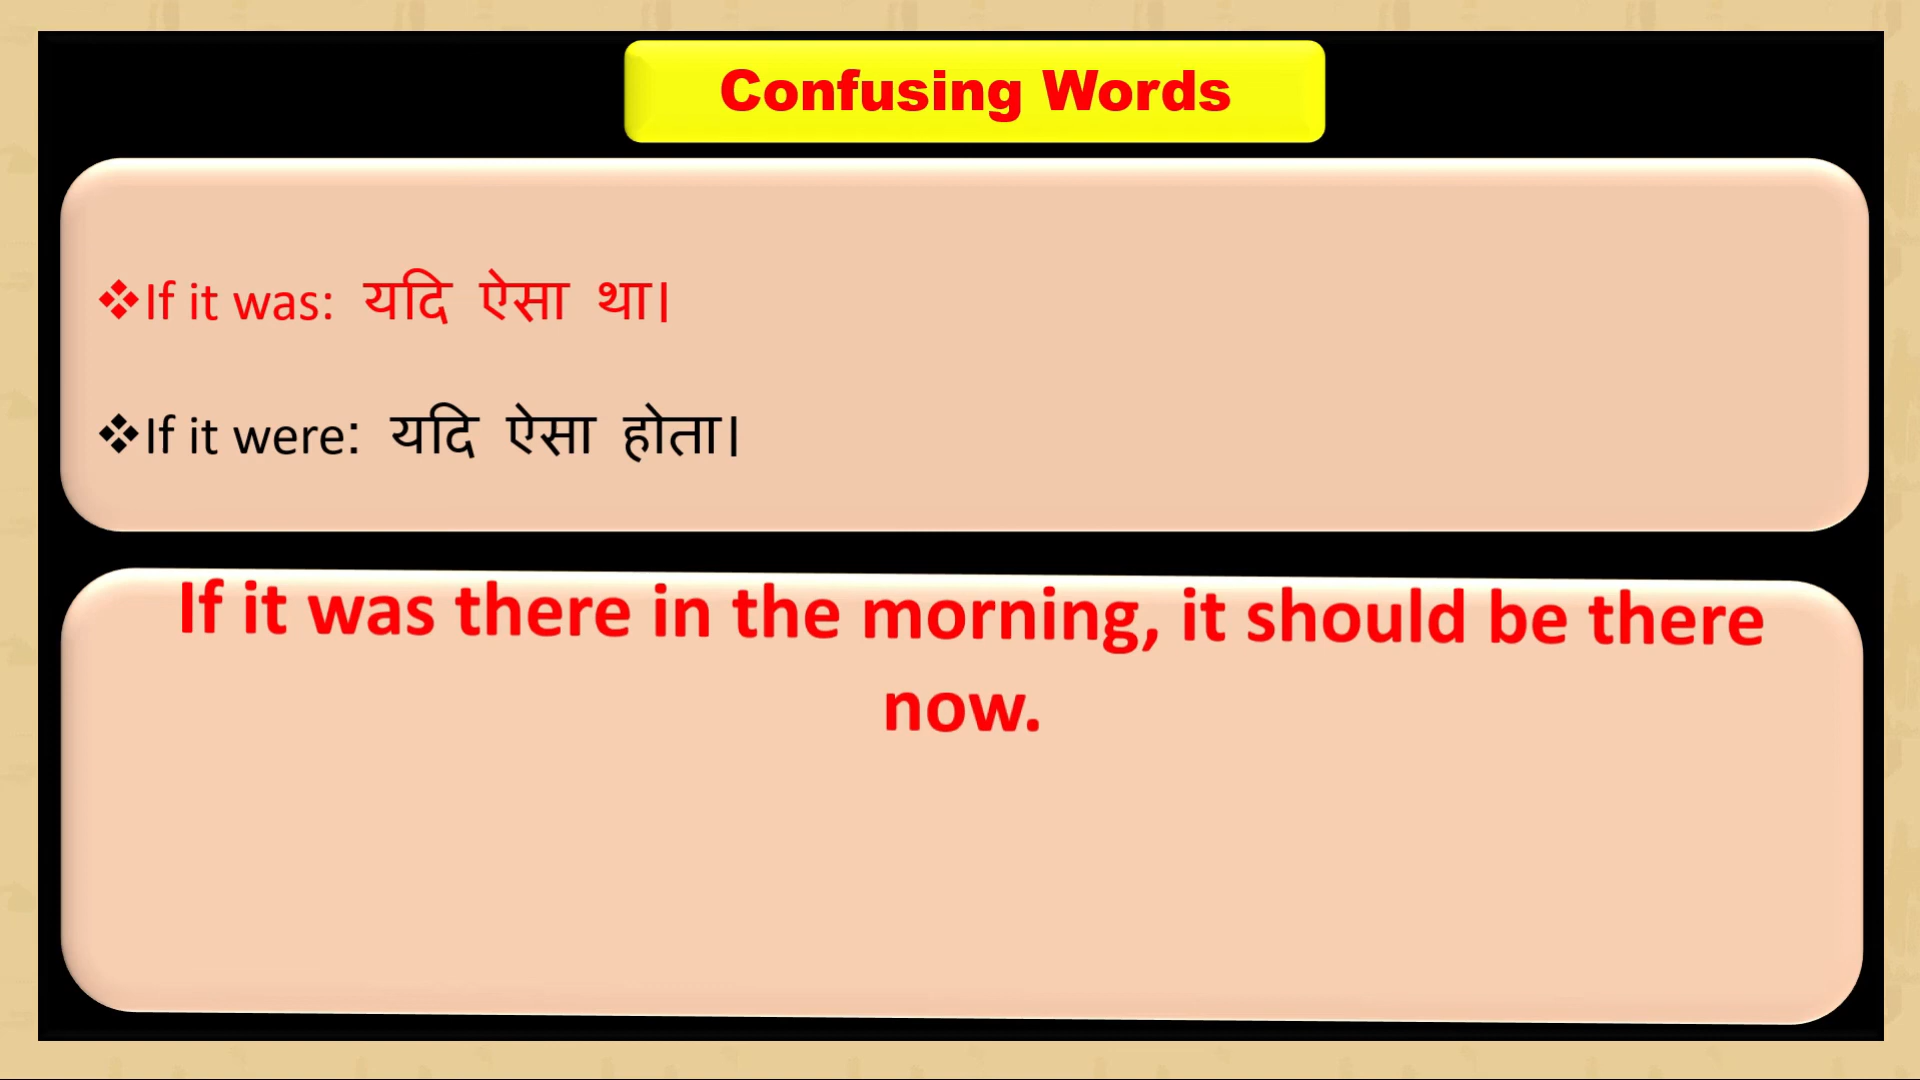 Confusing Words
❖If it was: यदि ऐसा था।
❖If it were: यदि ऐसा होता।
If it was there in the morning, it should be there
now.